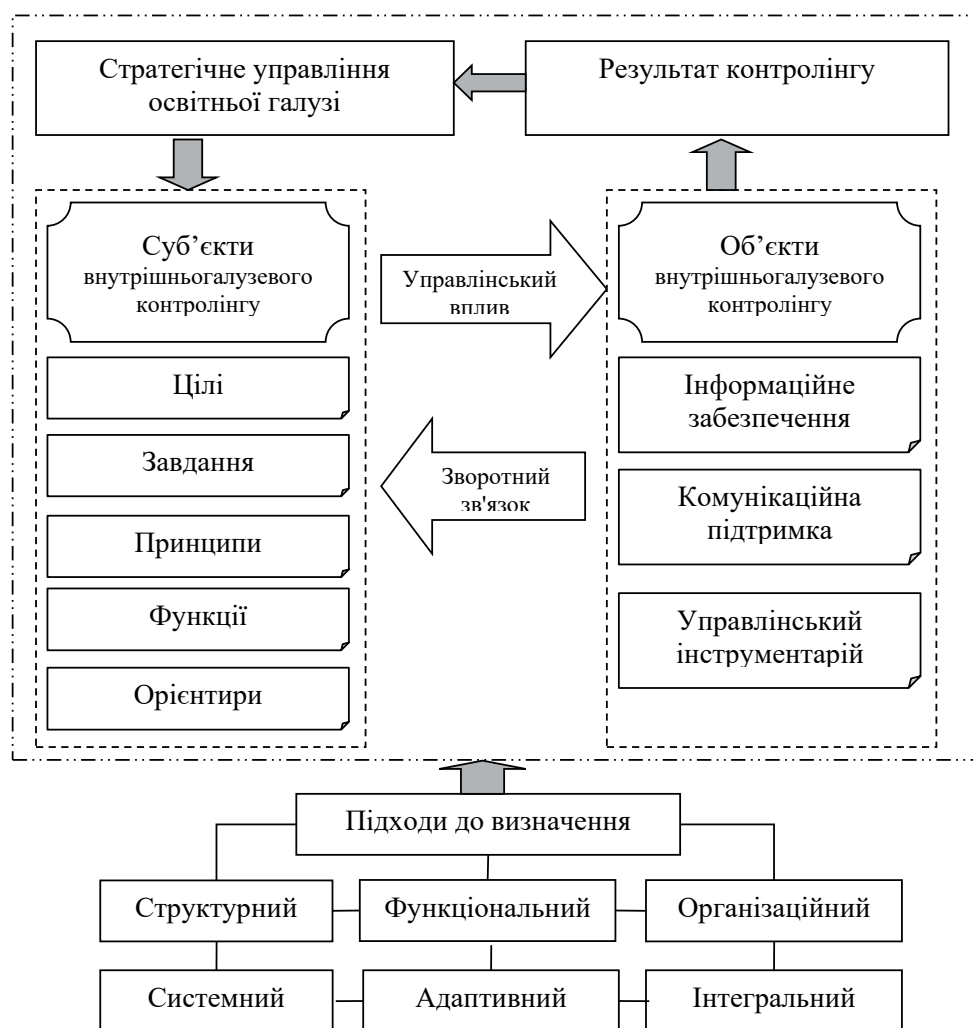 Стратегічне управління
освітньої галузі
Результат контролінгу
Суб’єкти
внутрішньогалузевого
контролінгу
Цілі
Завдання
Принципи
Функції
Орієнтири
Управлінський
вплив
Зворотний
зв'язок
Об’єкти
внутрішньогалузевого
контролінгу
Інформаційне
забезпечення
Комунікаційна
підтримка
Управлінський
інструментарій
Підходи до визначення
Структурний
Функціональний
Організаційний
Системний
Адаптивний
Інтегральний